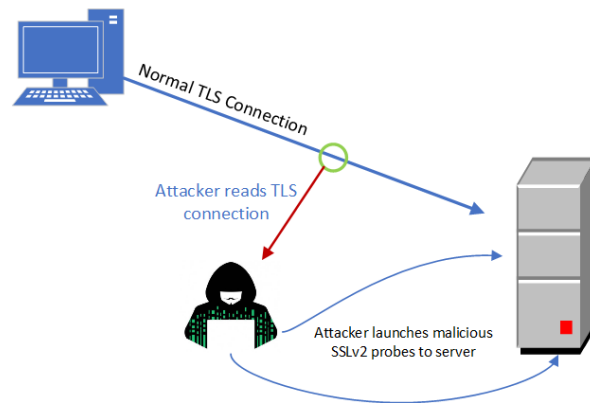 Normal TLS Connection
Attacker reads TLS
connection
Attacker launches malicious
SSLv2 probes to server